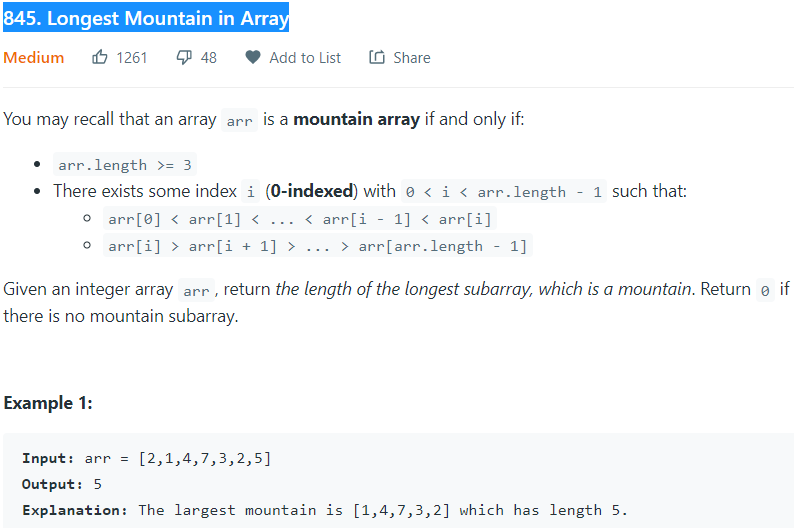 845. Longest Mountain in Array
Medium 1261 48 Add to List Share
You may recall that an array arr is a mountain array if and only if:
• arr.length >= 3
• There exists some index i (0-indexed) with 0 < i < arr.length - 1 such that:
○ arr[0] < arr[1] < ... < arr[i - 1] < arr[i]
○ arr[i] > arr[i + 1] > ... > arr[arr.length - 1]
Given an integer array arr, return the length of the longest subarray, which is a mountain. Return 0 if
there is no mountain subarray.
Example 1:
Input: arr = [2,1,4,7,3,2,5]
Output: 5
Explanation: The largest mountain is [1,4,7,3,2] which has length 5.